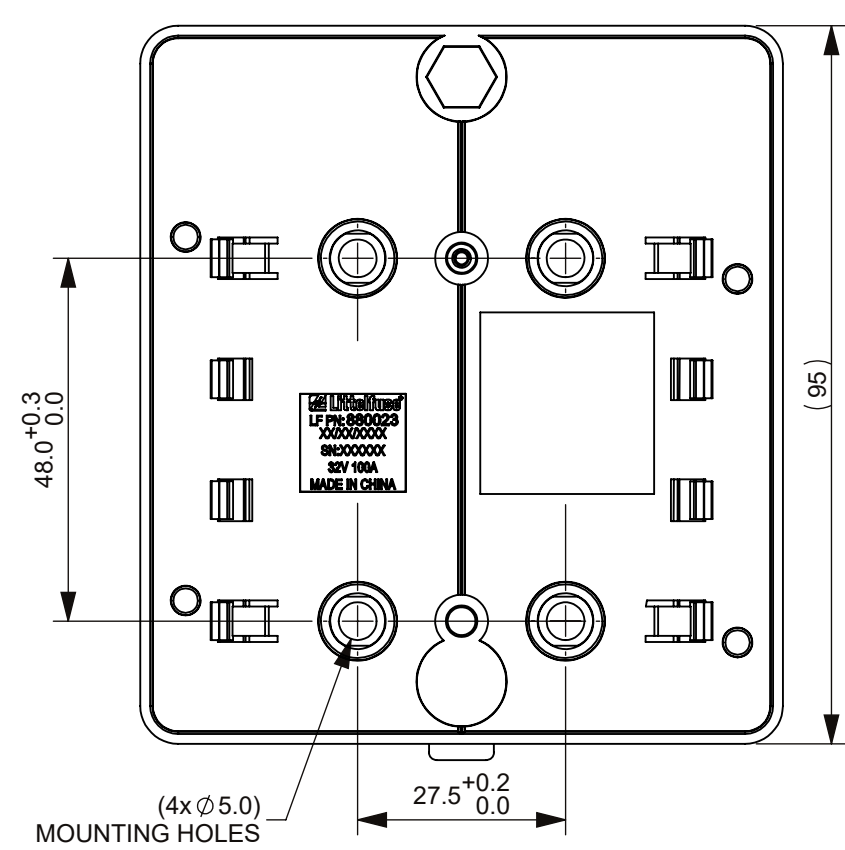 48.0 +0.3 0.0
(95)
Littelfuse
LF PN: 880023
XX/XX/XXXX
SN:XXXXXX
32V 100A
MADE IN CHINA
27.5 +0.2 0.0
(4x ∅ 5.0)
MOUNTING HOLES